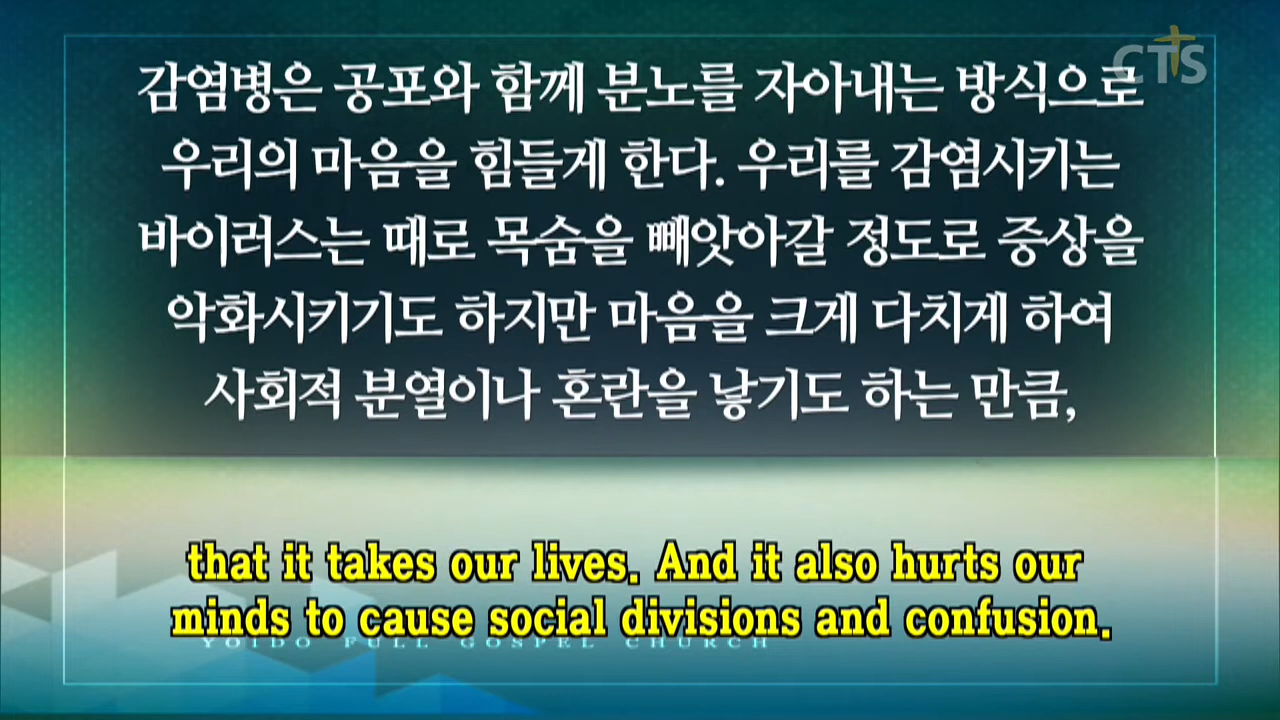 CTS
감염병은 공포와 함께 분노를 자아내는 방식으로
우리의 마음을 힘들게 한다. 우리를 감염시키는
바이러스는 때로 목숨을 빼앗아갈 정도로 증상을
악화시키기도 하지만 마음을 크게 다치게 하여
사회적 분열이나 혼란을 낳기도 하는 만큼,
that it takes our lives. And it also hurts our
minds to cause social divisions and confusion.
YOIDO FULL GOSPEL CHURCH